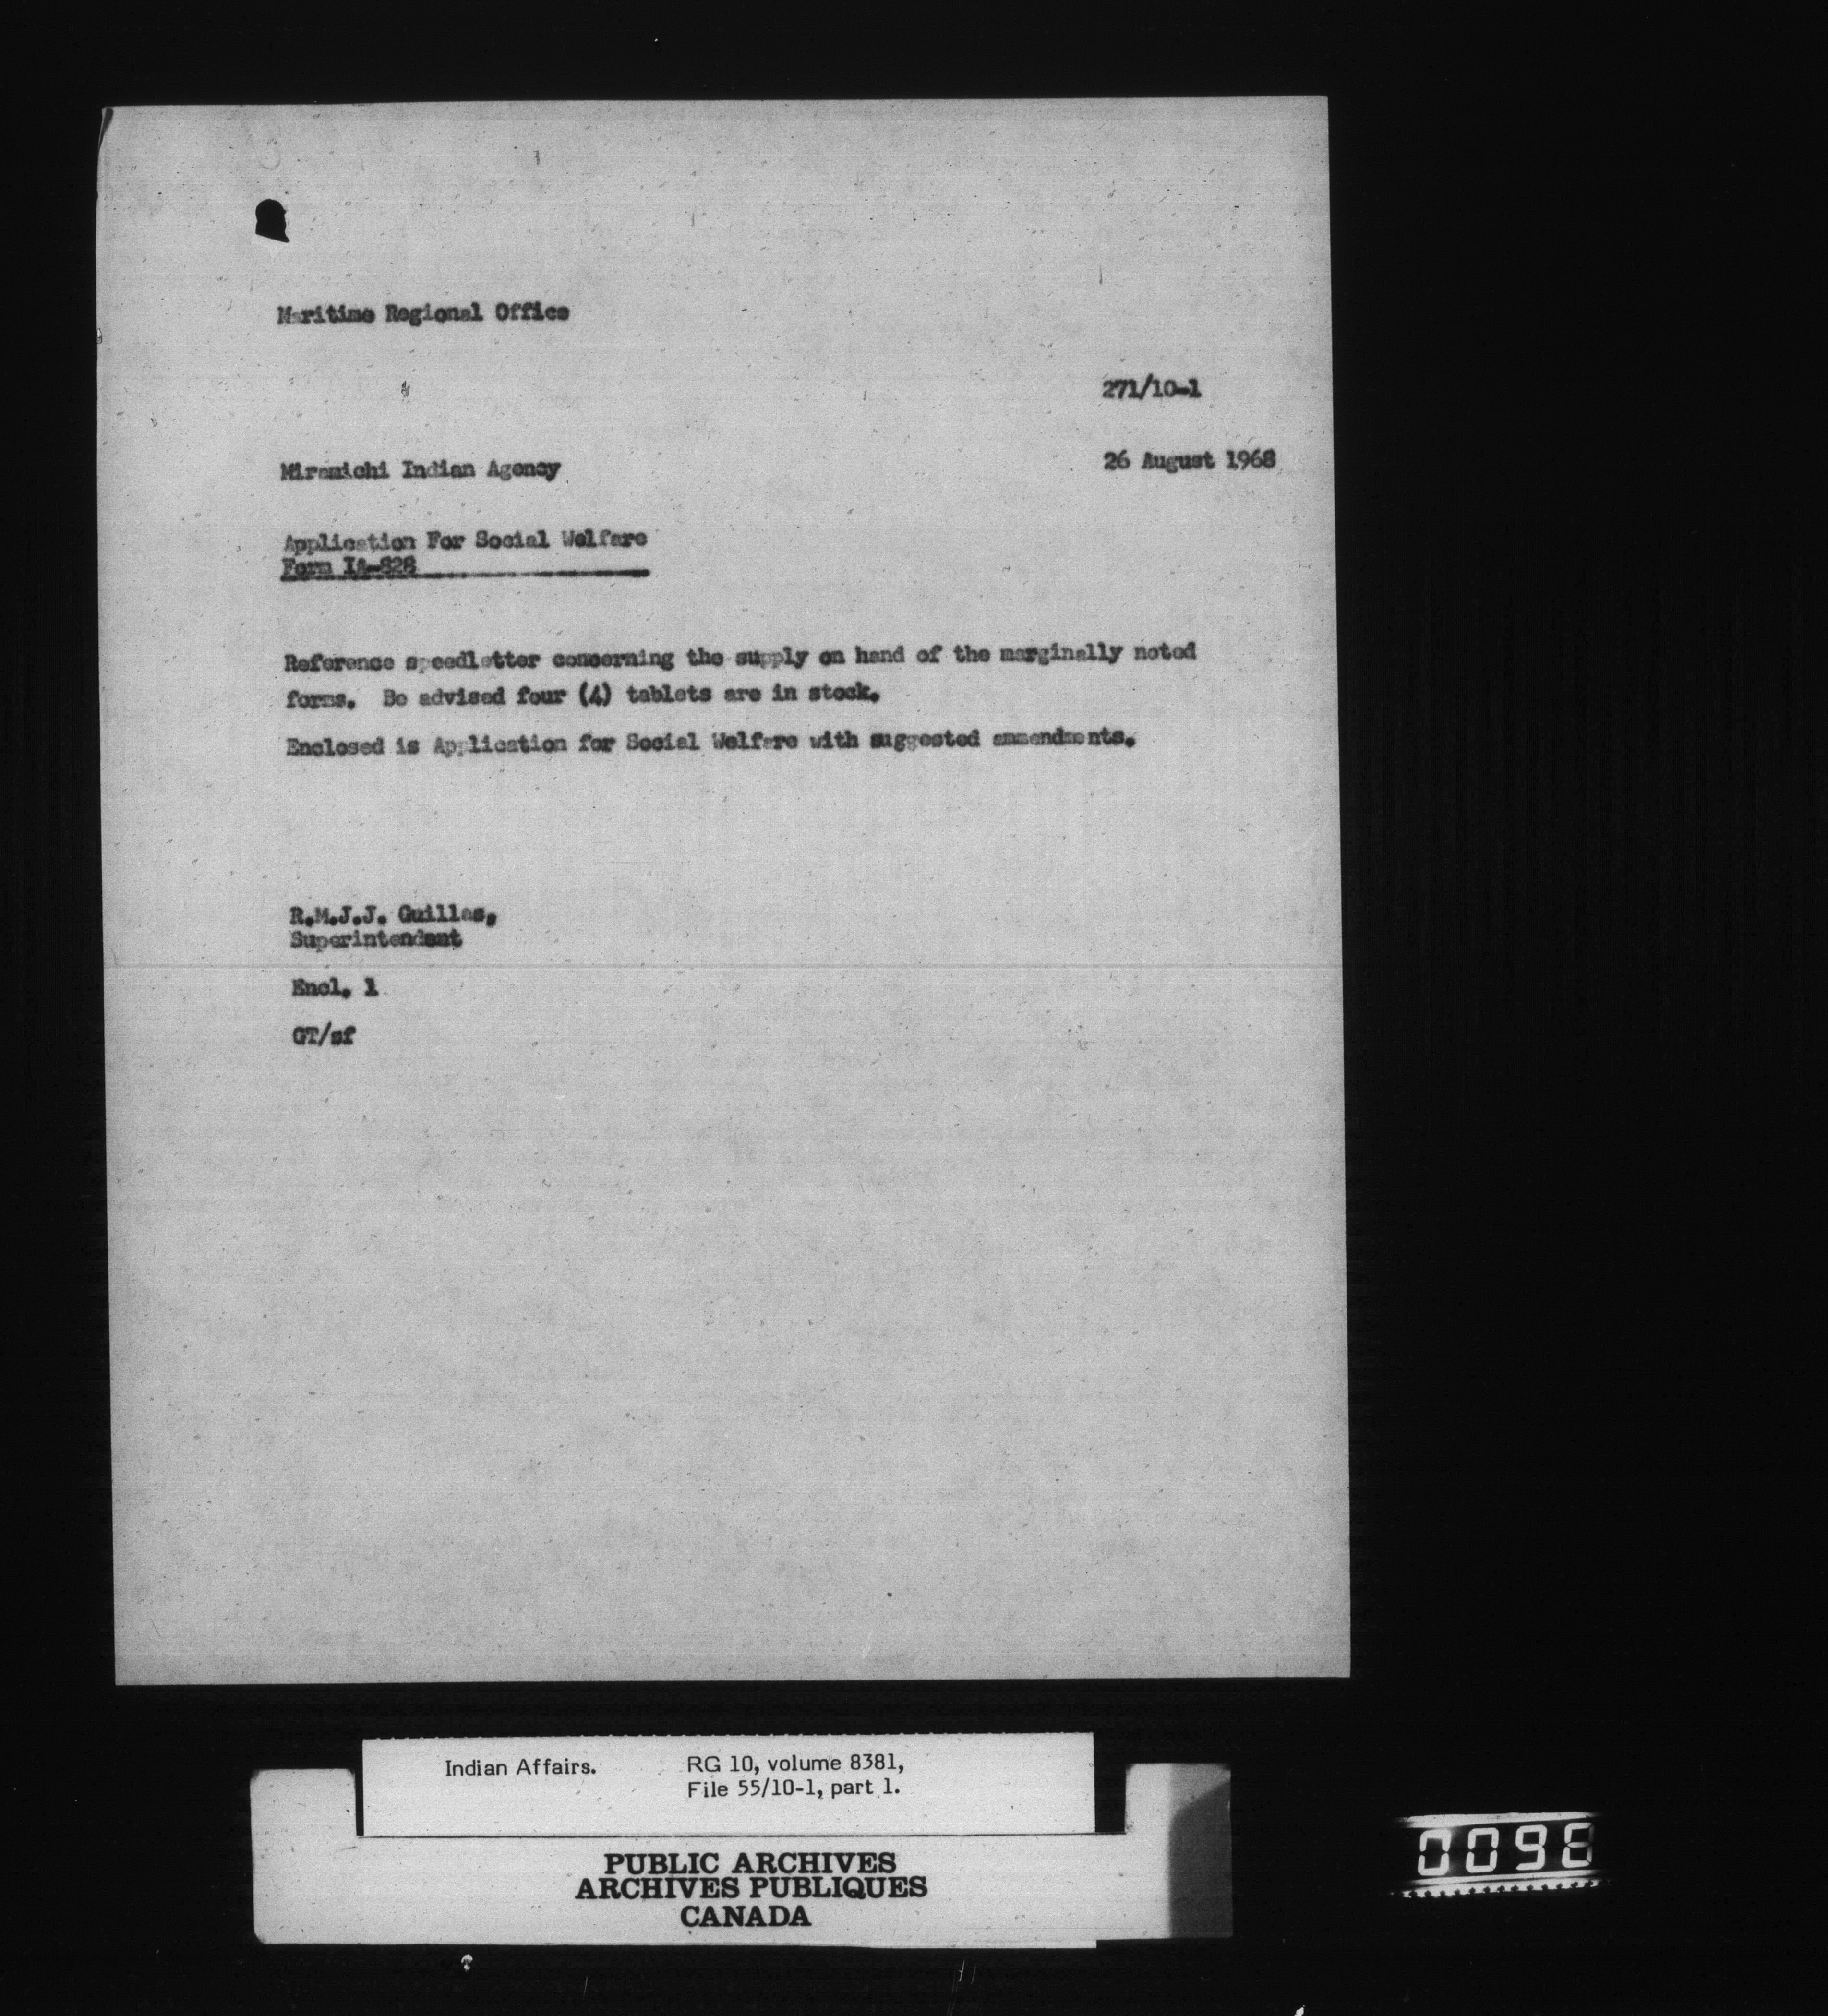 Maritime Regional Office
271/10-1
Miramichi Indian Agency
26 August 1968
Application For Social Welfare
Form IA-828
Reference speedletter concerning the supply on hand of the marginally noted
forms. Be advised four (4) tablets are in stock.
Enclosed is Application for Social Welfare with suggested ammendments.
R.M.J.J. Guillas,
Superintendent
Encl. 1
GT/sf
Indian Affairs. RG 10, volume 8381,
File 55/10-1, part 1.
PUBLIC ARCHIVES
ARCHIVES PUBLIQUES
CANADA